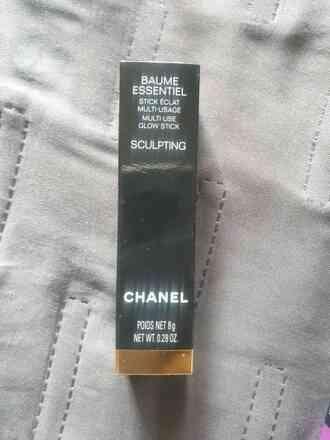 BAUME
ESSENTIEL
STICK ÉCLAT
MULTI-USAGE
MULTI USE
GLOW STICK
SCULPTING
CHANEL
POIDS NET 8g
NET WT. 0.28 OZ.